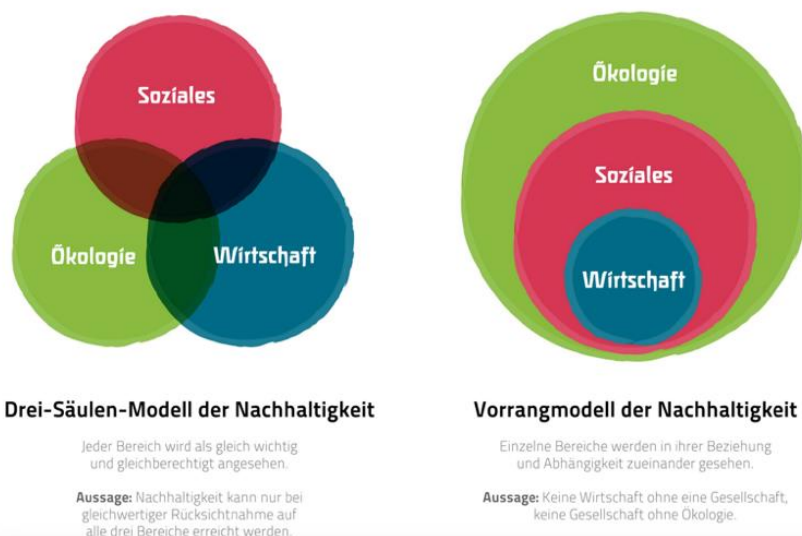 Soziales
Ökologie
Wirtschaft
Drei-Säulen-Modell der Nachhaltigkeit
Jeder Bereich wird als gleich wichtig
und gleichberechtigt angesehen.
Aussage: Nachhaltigkeit kann nur bei
gleichwertiger Rücksichtnahme auf
alle drei Bereiche erreicht werden.
Ökologie
Soziales
Wirtschaft
Vorrangmodell der Nachhaltigkeit
Einzelne Bereiche werden in ihrer Beziehung
und Abhängigkeit zueinander gesehen.
Aussage: Keine Wirtschaft ohne eine Gesellschaft,
keine Gesellschaft ohne Ökologie.